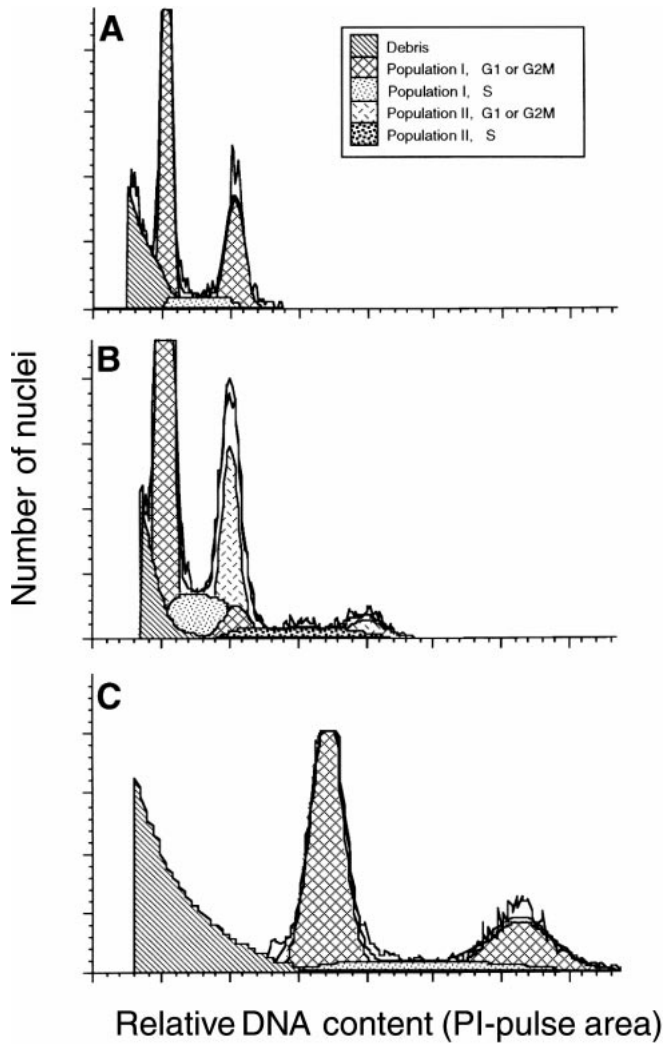 A
Debris
Population I, G1 or G2M
Population I, S
Population II, G1 or G2M
Population II, S
B
Number of nuclei
C
Relative DNA content (PI-pulse area)